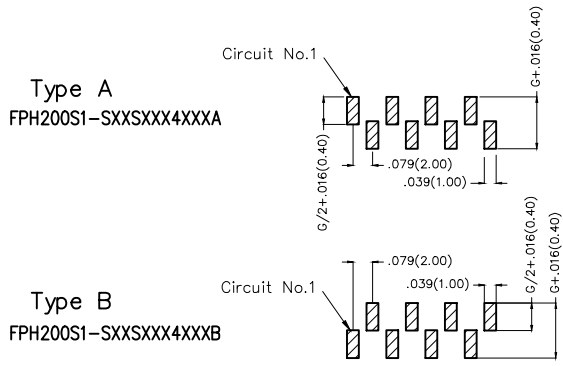 Circuit No.1
G+.016(0.40)
Type A
FPH200S1-SXXSXXX4XXXA
G/2+.016(0.40)
.079(2.00)
.039(1.00)
.079(2.00)
Circuit No.1
.039(1.00)
G/2+.016(0.40)
G+.016(0.40)
Type B
FPH200S1-SXXSXXX4XXXB